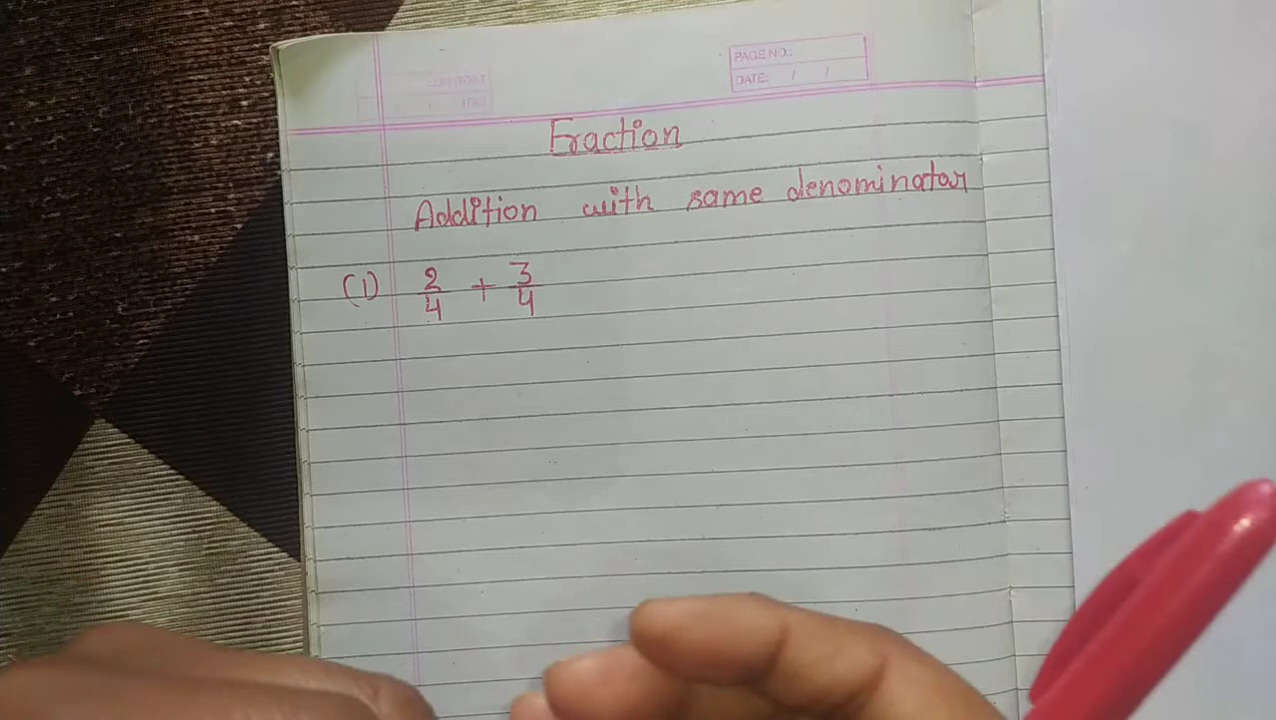 PAGE NO.:
DATE: / /
Fraction
Addition with same denominator
(1) 2/4 + 3/4